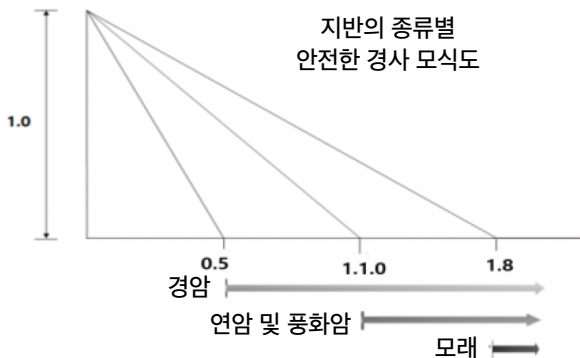 지반의 종류별
안전한 경사 모식도
1.0
0.5
1.1.0
1.8
경암
연암 및 풍화암
모래